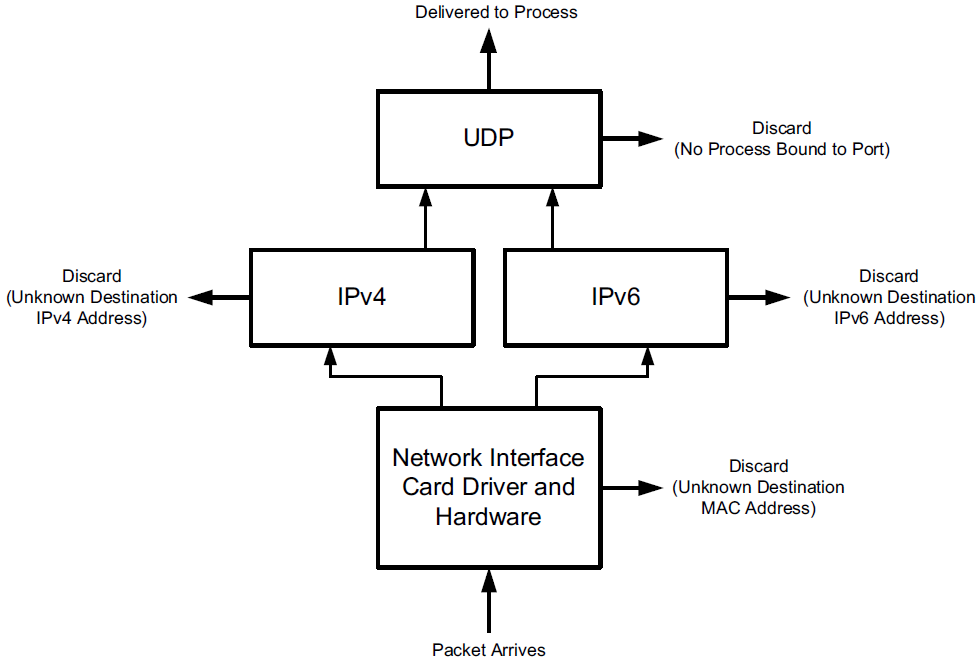 Delivered to Process
UDP
Discard
(No Process Bound to Port)
Discard
(Unknown Destination
IPv4 Address)
IPv4
IPv6
Discard
(Unknown Destination
IPv6 Address)
Network Interface
Card Driver and
Hardware
Discard
(Unknown Destination
MAC Address)
Packet Arrives